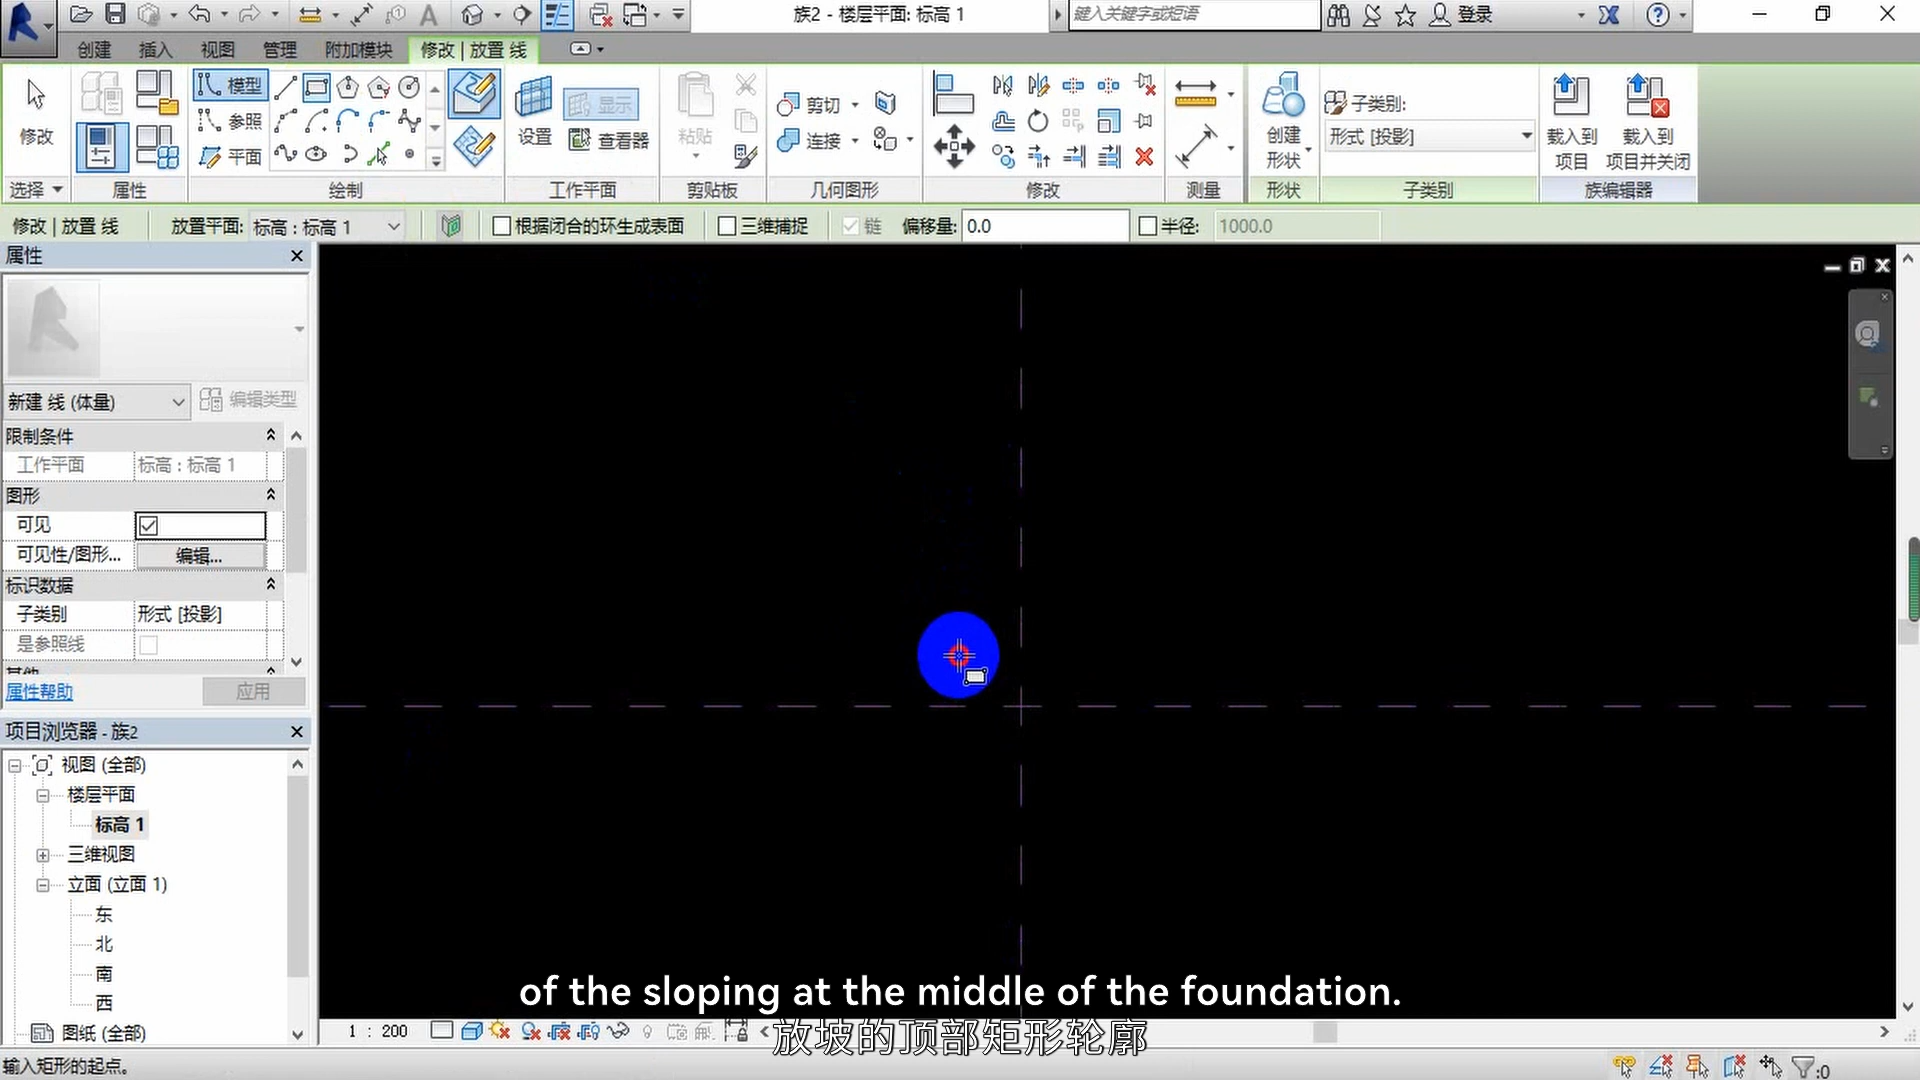 族2 - 楼层平面: 标高 1
键入关键字或短语
登录
创建 插入 视图 管理 附加模块 修改 | 放置 线
修改
模型
参照
平面
设置
显示
查看器
粘贴
剪切
连接
创建
形状
子类别:
形式 [投影]
载入到
项目
载入到
项目并关闭
选择 属性 绘制 工作平面 剪贴板 几何图形 修改 测量 形状 子类别 族编辑器
修改 | 放置 线 放置平面: 标高 : 标高 1 根据闭合的环生成表面 三维捕捉 链 偏移量: 0.0 半径: 1000.0
属性
新建 线 (体量) 编辑类型
限制条件
工作平面 标高 : 标高 1
图形
可见
可见性/图形... 编辑...
标识数据
子类别 形式 [投影]
是参照线
其他
属性帮助 应用
项目浏览器 - 族2
视图 (全部)
楼层平面
标高 1
三维视图
立面 (立面 1)
东
北
南
西
图纸 (全部)
of the sloping at the middle of the foundation.
1 : 200
放坡的顶部矩形轮廓
输入矩形的起点。
:0